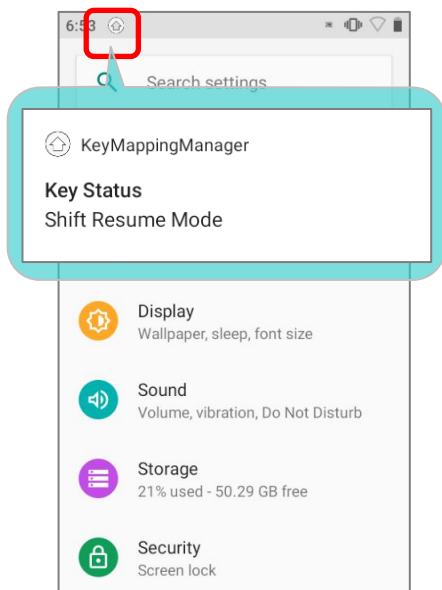 6:53
Search settings
KeyMappingManager
Key Status
Shift Resume Mode
Display
Wallpaper, sleep, font size
Sound
Volume, vibration, Do Not Disturb
Storage
21% used - 50.29 GB free
Security
Screen lock